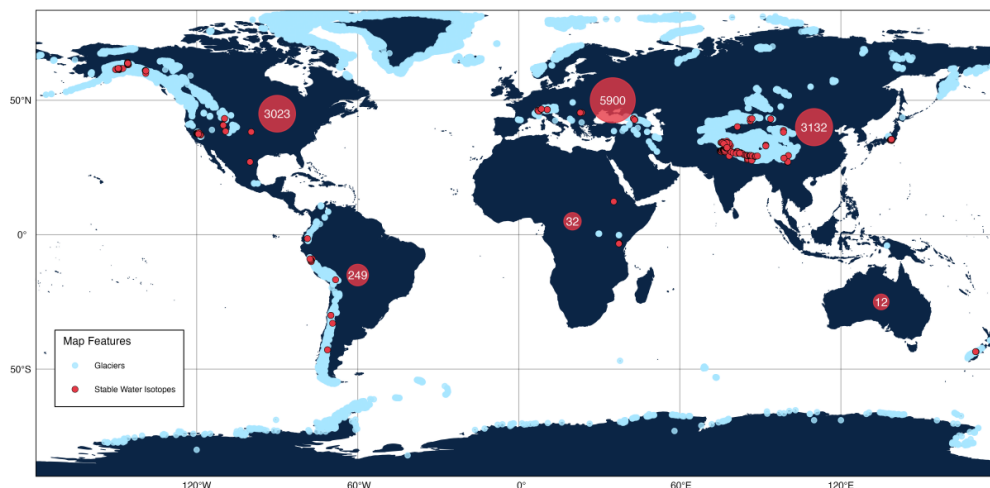 5900
3023
3132
50°N
32
0°
249
12
Map Features
Glaciers
50°S
Stable Water Isotopes
120°W
60°W
0°
60°E
120°E